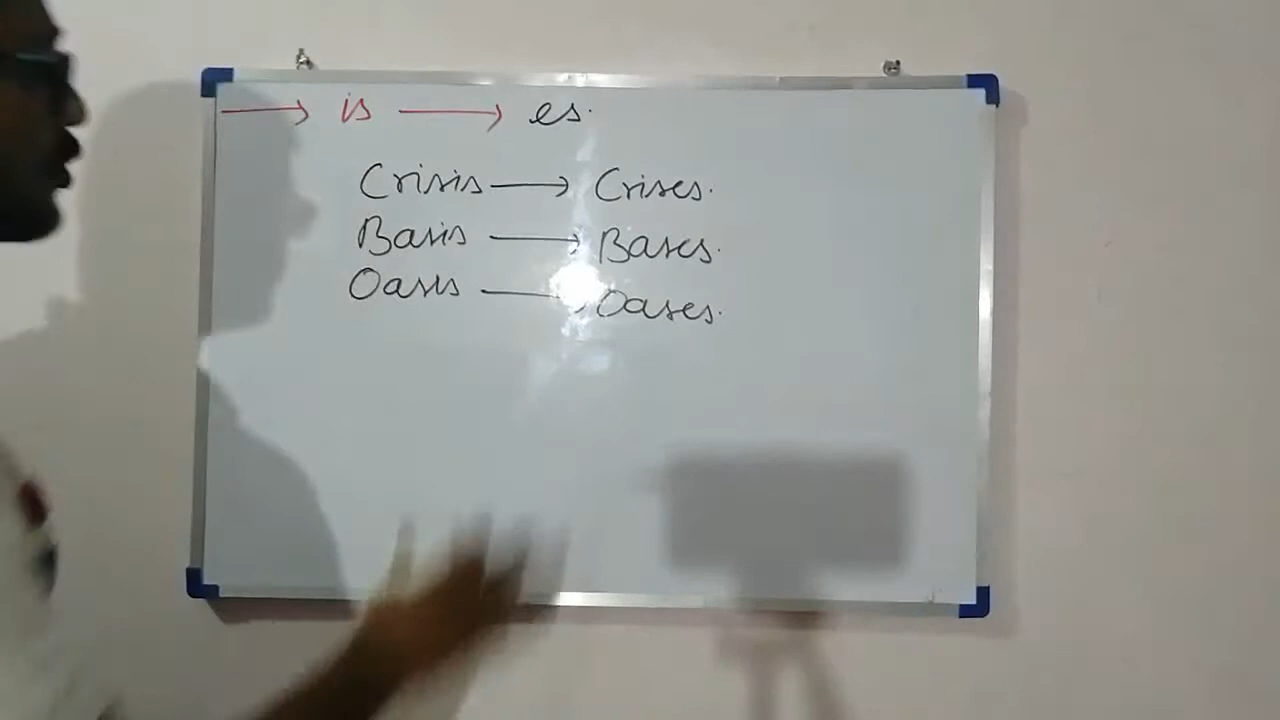 → is → es.
Crisis → Crises.
Basis → Bases.
Oasis → Oases.